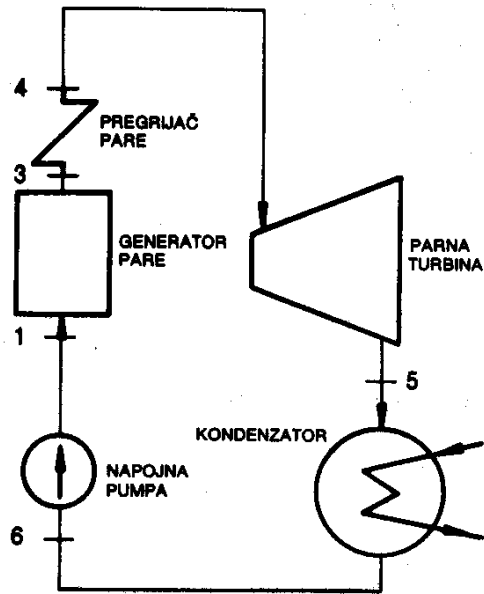 4
PREGRIJAČ
PARE
3
GENERATOR
PARE
PARNA
TURBINA
1
5
KONDENZATOR
NAPOJNA
PUMPA
6